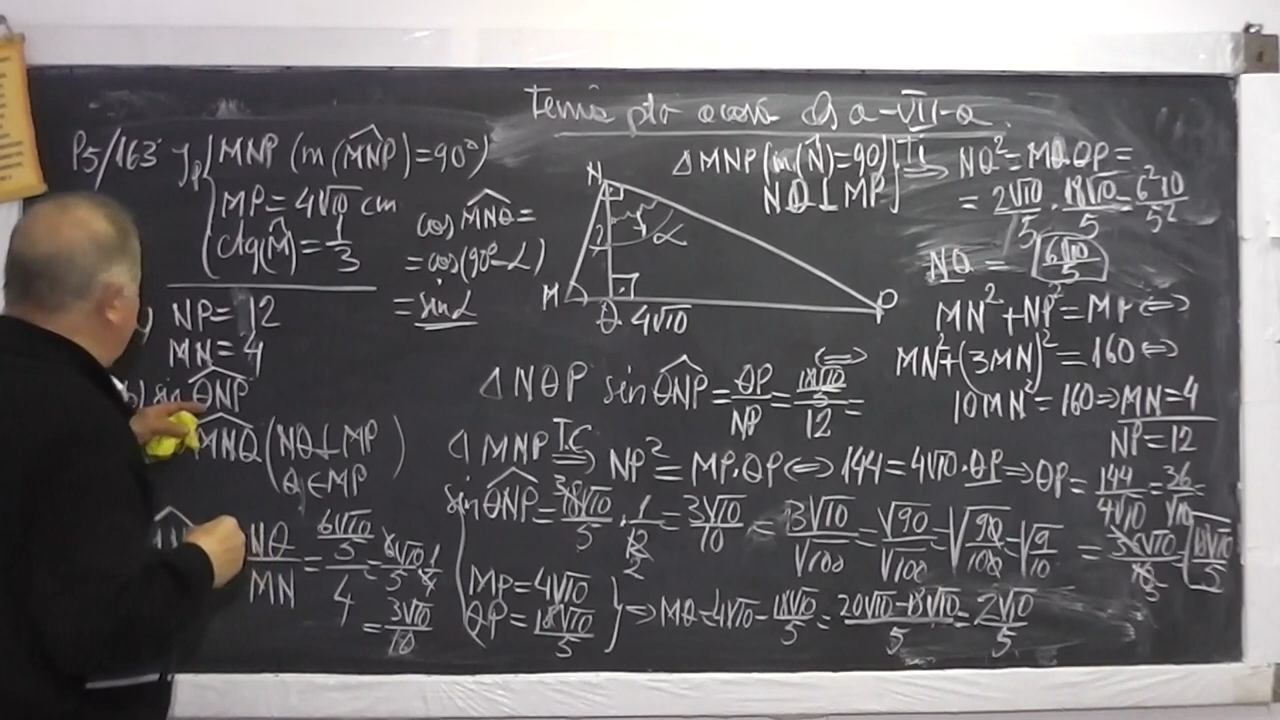 Temă pto acasă cls a-VII-a
P5/163 Ip { MNP (m(MNP)=90°)
MP=4√10 cm
ctg(M)=1/3
a) NP=12
MN=4
b) sin QNP
MNQ (NQ⊥MP
Q∈MP)
NQ/MN = (6√10/5)/4 = 6√10/5 · 1/4
= 3√10/10
cos MNQ=
=cos(90°-α)
=sinα
N
α
M
Q
4√10
P
ΔMNP (m(N)=90°)
NQ⊥MP
⇒ NQ²=MQ·QP=
= 2√10/5 · 18√10/5 = 6²10/5²
NQ = 6√10/5
MN²+NP²=MP² ⇔
⇔ MN²+(3MN)²=160 ⇔
10MN²=160 ⇒ MN=4
NP=12
ΔNQP sin QNP = QP/NP = (18√10/5)/12 =
ΔMNP T.C ⇒ NP²=MP·QP ⇔ 144=4√10·QP ⇒ QP= 144/4√10 = 36/√10 =
= 36√10/10 = 18√10/5
sin QNP = 18√10/5 · 1/12 = 3√10/10 = 3√10/√100 = √90/√100 = √(90/100) = √(9/10)
MP=4√10
QP=18√10/5
} ⇒ MQ=4√10 - 18√10/5 = (20√10-18√10)/5 = 2√10/5